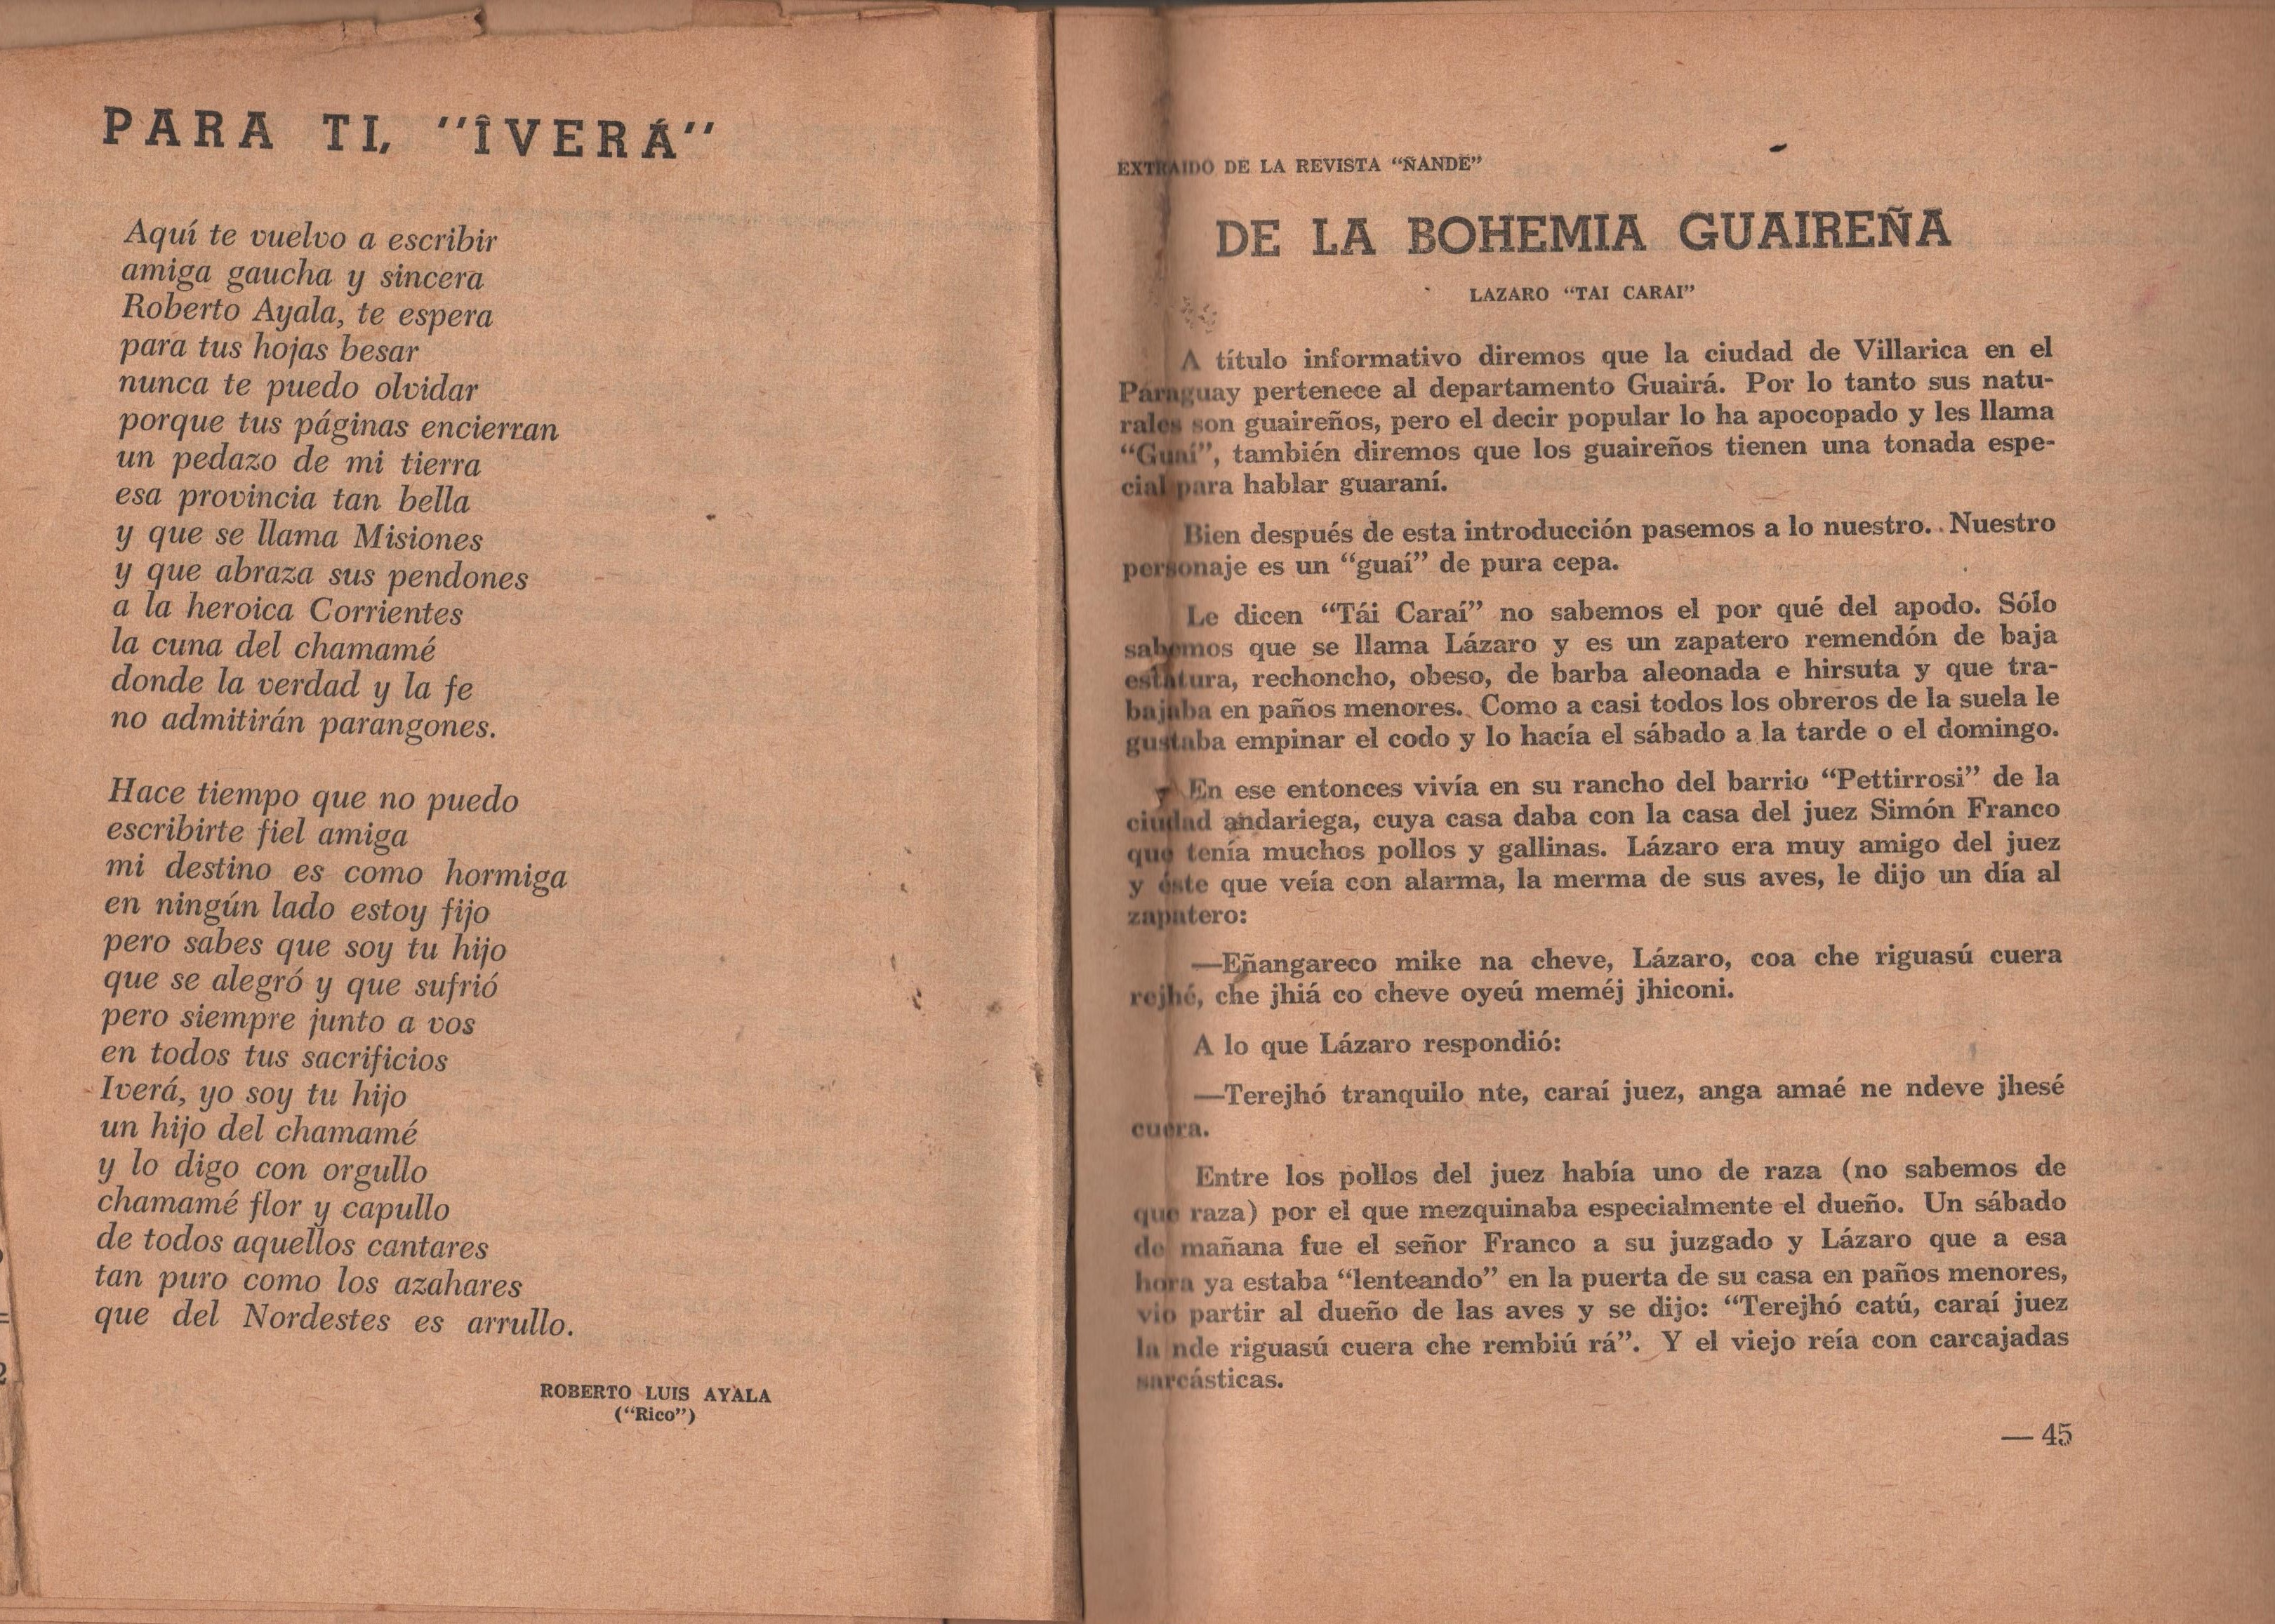 PARA TI, "ÎVERÁ"
Aquí te vuelvo a escribir
amiga gaucha y sincera
Roberto Ayala, te espera
para tus hojas besar
nunca te puedo olvidar
porque tus páginas encierran
un pedazo de mi tierra
esa provincia tan bella
y que se llama Misiones
y que abraza sus pendones
a la heroica Corrientes
la cuna del chamamé
donde la verdad y la fe
no admitirán parangones.
Hace tiempo que no puedo
escribirte fiel amiga
mi destino es como hormiga
en ningún lado estoy fijo
pero sabes que soy tu hijo
que se alegró y que sufrió
pero siempre junto a vos
en todos tus sacrificios
Iverá, yo soy tu hijo
un hijo del chamamé
y lo digo con orgullo
chamamé flor y capullo
de todos aquellos cantares
tan puro como los azahares
que del Nordestes es arrullo.
ROBERTO LUIS AYALA
("Rico")
EXTRAIDO DE LA REVISTA "ÑANDE"
DE LA BOHEMIA GUAIREÑA
LAZARO "TAI CARAI"
A título informativo diremos que la ciudad de Villarica en el
Paraguay pertenece al departamento Guairá. Por lo tanto sus natu-
rales son guaireños, pero el decir popular lo ha apocopado y les llama
"Guaí", también diremos que los guaireños tienen una tonada espe-
cial para hablar guaraní.
Bien después de esta introducción pasemos a lo nuestro. Nuestro
personaje es un "guaí" de pura cepa.
Le dicen "Tái Caraí" no sabemos el por qué del apodo. Sólo
sabemos que se llama Lázaro y es un zapatero remendón de baja
estatura, rechoncho, obeso, de barba aleonada e hirsuta y que tra-
bajaba en paños menores. Como a casi todos los obreros de la suela le
gustaba empinar el codo y lo hacía el sábado a la tarde o el domingo.
En ese entonces vivía en su rancho del barrio "Pettirrosi" de la
ciudad andariega, cuya casa daba con la casa del juez Simón Franco
que tenía muchos pollos y gallinas. Lázaro era muy amigo del juez
y éste que veía con alarma, la merma de sus aves, le dijo un día al
zapatero:
—Eñangareco mike na cheve, Lázaro, coa che riguasú cuera
rejhé, che jhiá co cheve oyeú meméj jhiconi.
A lo que Lázaro respondió:
—Terejhó tranquilo nte, caraí juez, anga amaé ne ndeve jhesé
cuera.
Entre los pollos del juez había uno de raza (no sabemos de
que raza) por el que mezquinaba especialmente el dueño. Un sábado
de mañana fue el señor Franco a su juzgado y Lázaro que a esa
hora ya estaba "lenteando" en la puerta de su casa en paños menores,
vio partir al dueño de las aves y se dijo: "Terejhó catú, caraí juez
la nde riguasú cuera che rembiú rá". Y el viejo reía con carcajadas
sarcásticas.
— 45